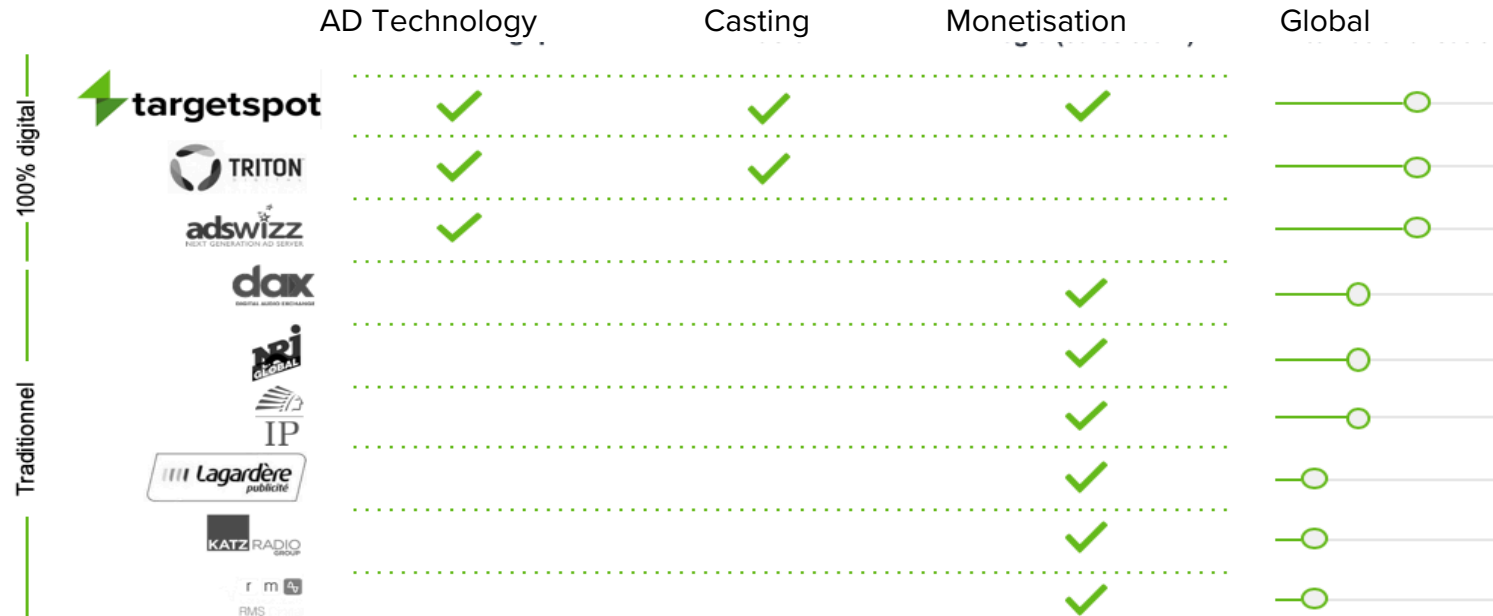 AD Technology Casting Monetisation Global
100% digital
targetspot
TRITON
adswizz
NEXT GENERATION AD SERVER
dax
DIGITAL AUDIO EXCHANGE
NRJ
GLOBAL
IP
Lagardère
publicité
Traditionnel
KATZ RADIO
GROUP
r m
RMS